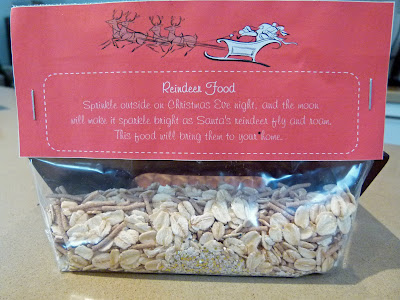 Reindeer Food
Sprinkle outside on Christmas Eve night, and the moon
will make it sparkle bright as Santa's reindeer fly and roam,
This food will bring them to your home.